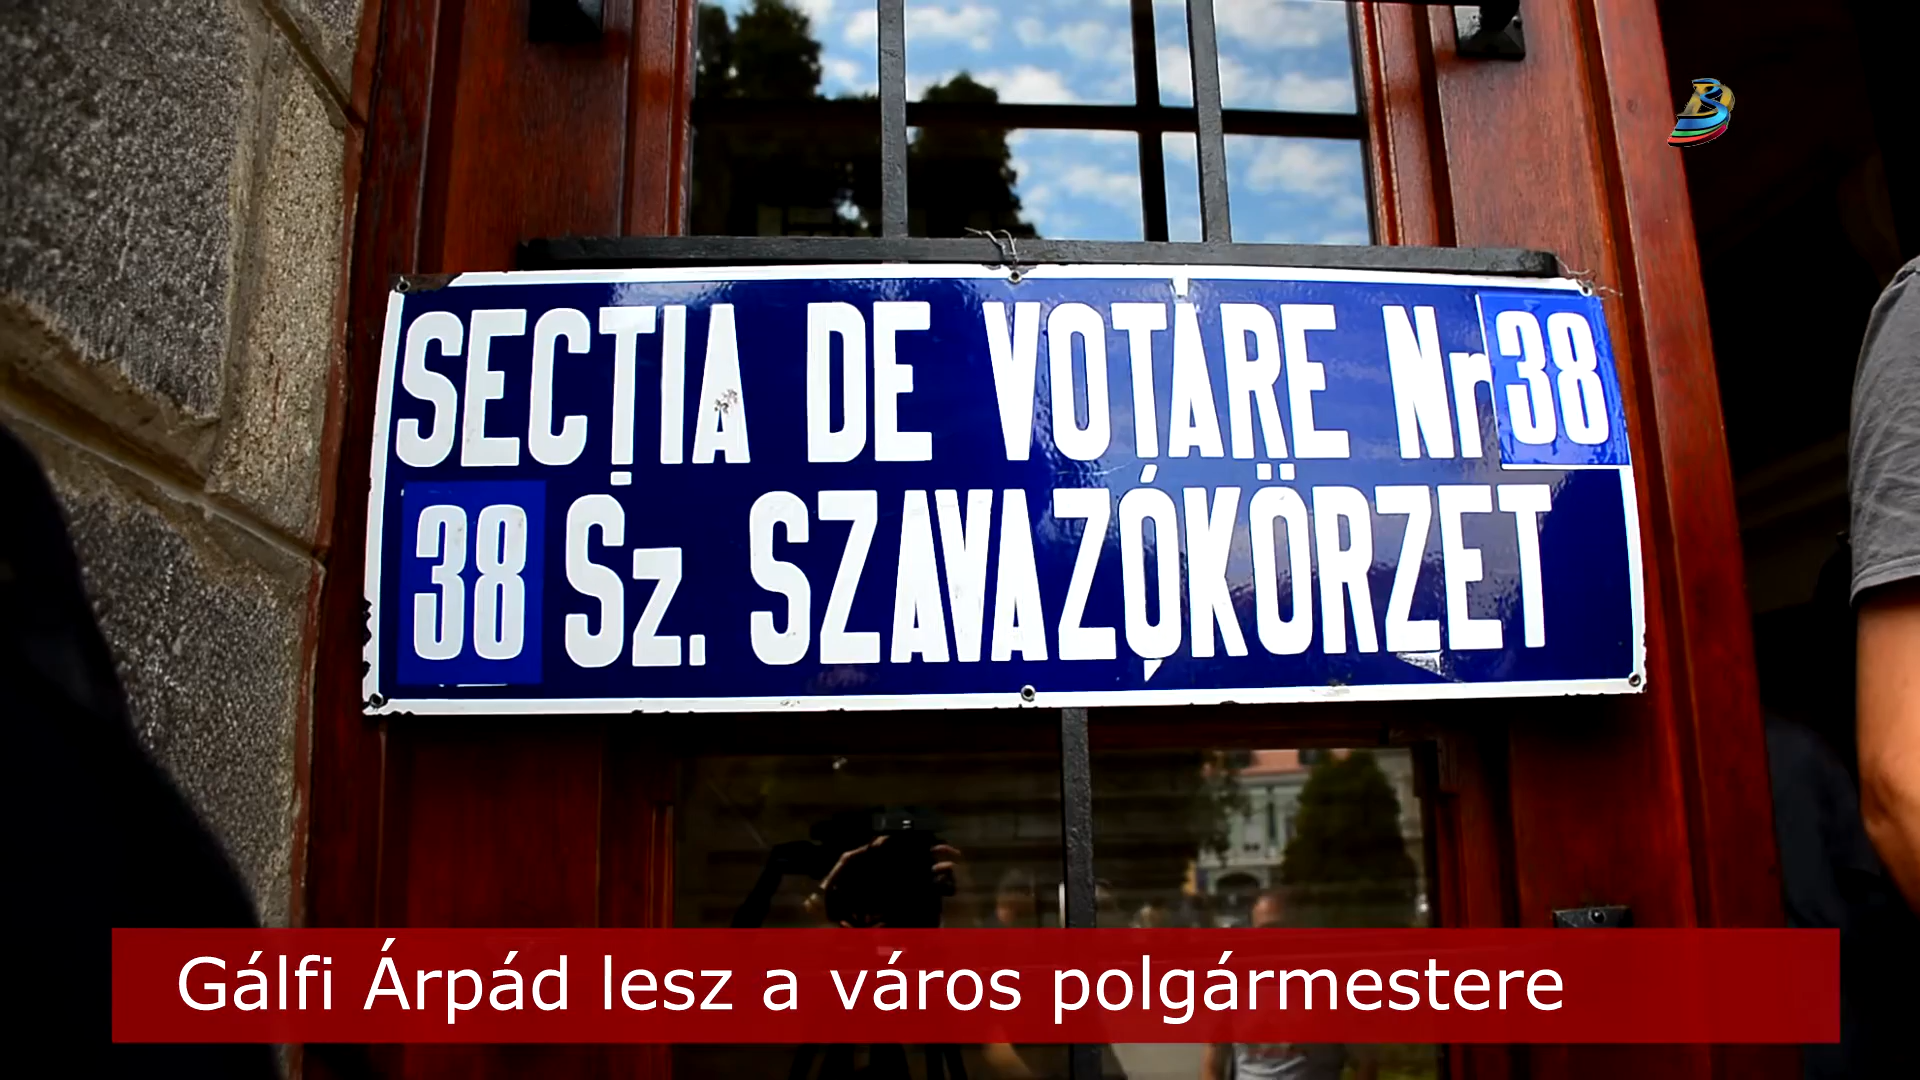 SECȚIA DE VOTARE Nr 38
38 Sz. SZAVAZÓKÖRZET
Gálfi Árpád lesz a város polgármestere